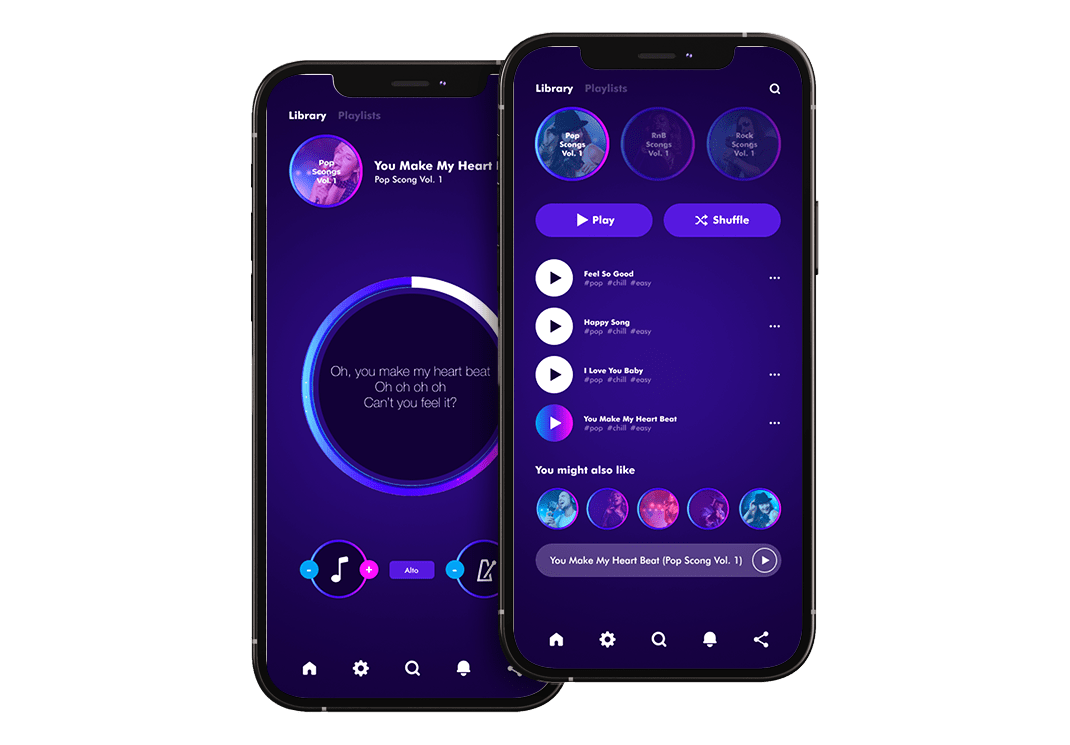 Library Playlists
Pop
Scongs
Vol. 1
You Make My Heart
Pop Scong Vol. 1
Oh, you make my heart beat
Oh oh oh oh
Can't you feel it?
- + Alto -
Library Playlists
Pop
Scongs
Vol. 1
RnB
Scongs
Vol. 1
Rock
Scongs
Vol. 1
Play Shuffle
Feel So Good
#pop #chill #easy
Happy Song
#pop #chill #easy
I Love You Baby
#pop #chill #easy
You Make My Heart Beat
#pop #chill #easy
You might also like
You Make My Heart Beat (Pop Scong Vol. 1)